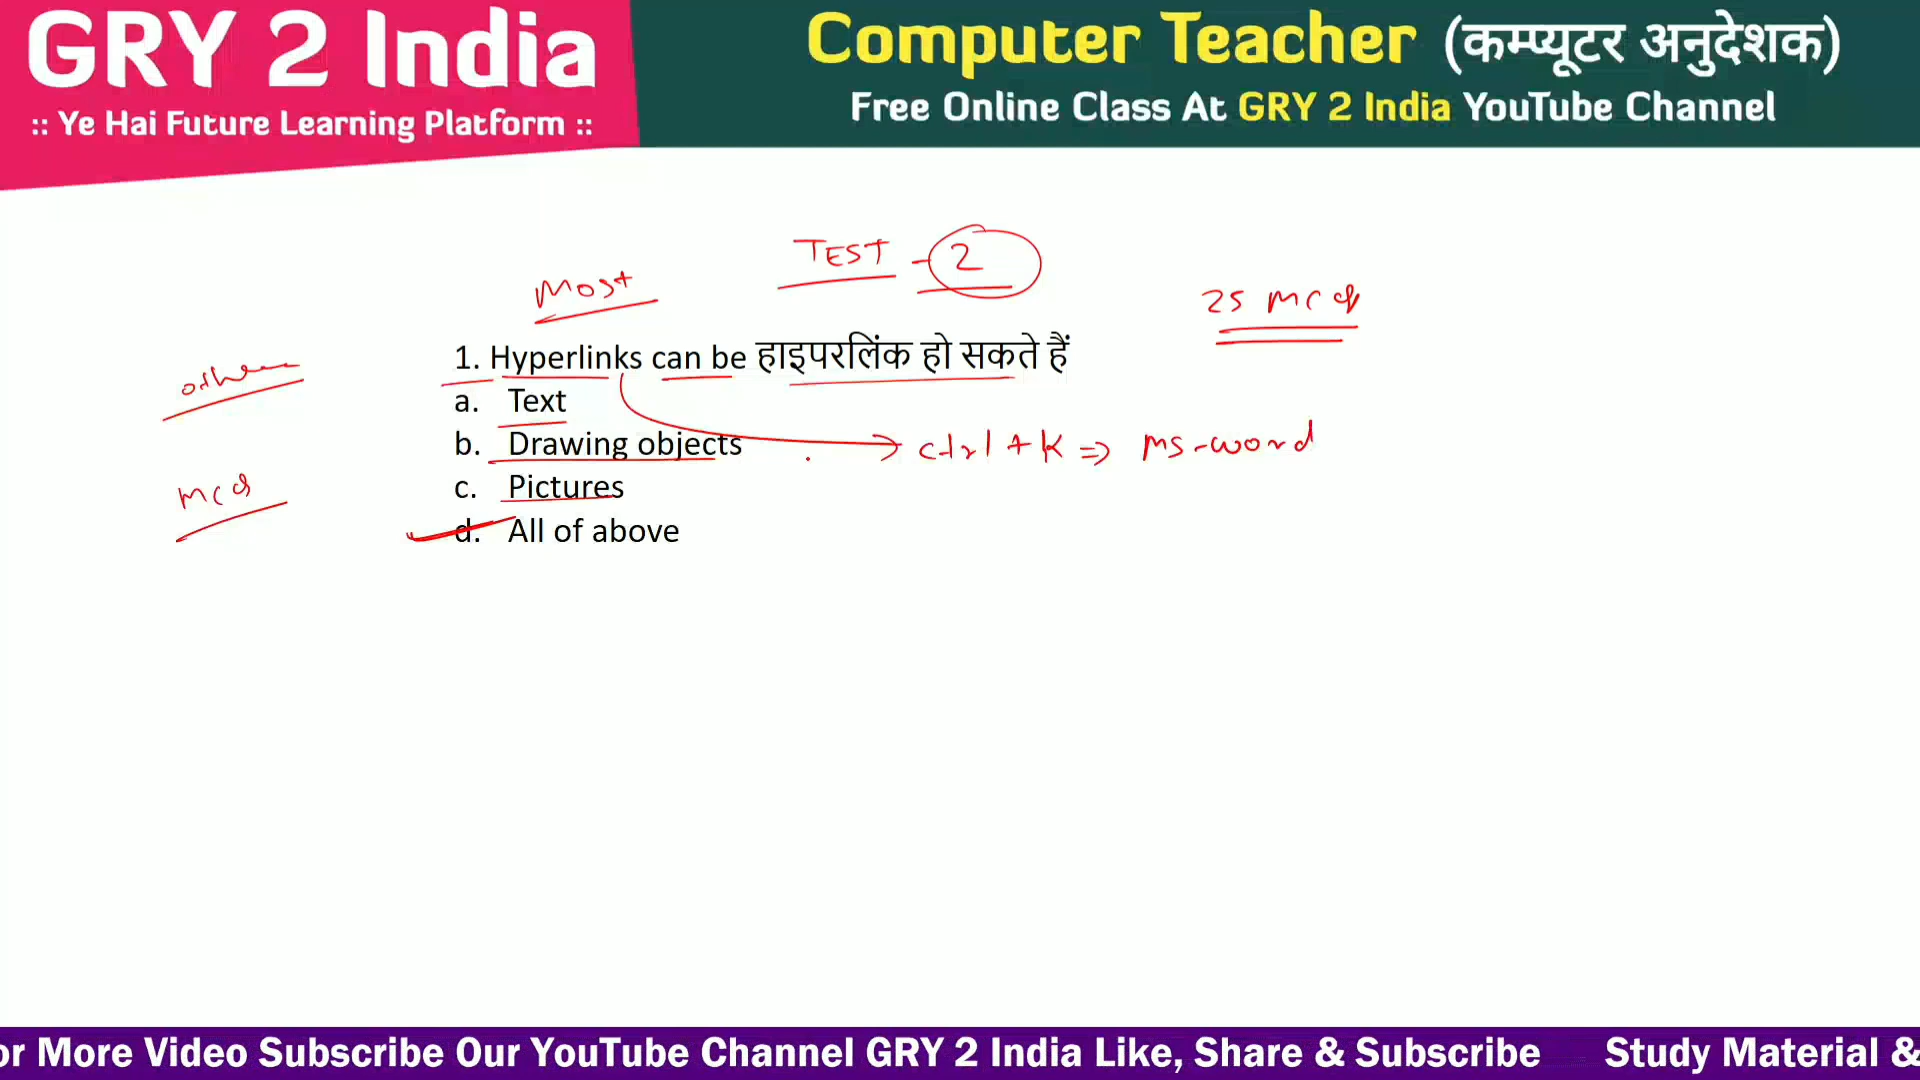 GRY 2 India
:: Ye Hai Future Learning Platform ::
Computer Teacher (कम्प्यूटर अनुदेशक)
Free Online Class At GRY 2 India YouTube Channel
TEST - 2
Most
25 MCQ
1. Hyperlinks can be हाइपरलिंक हो सकते हैं
a. Text
b. Drawing objects
ctrl + K => MS-word
c. Pictures
MCQ
d. All of above
or More Video Subscribe Our YouTube Channel GRY 2 India Like, Share & Subscribe Study Material &